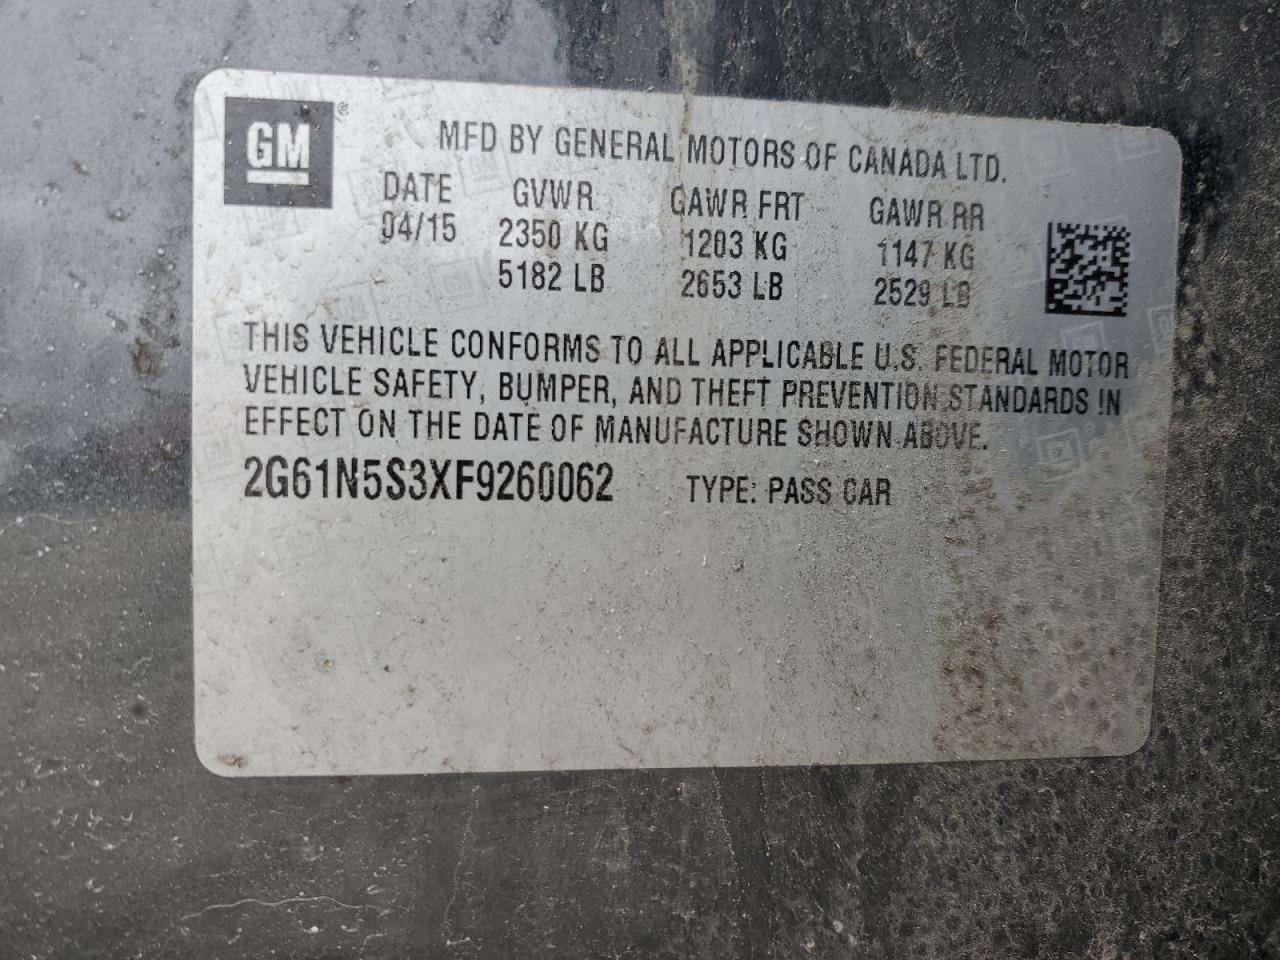 GM ®
MFD BY GENERAL MOTORS OF CANADA LTD.
DATE GVWR GAWR FRT GAWR RR
04/15 2350 KG 1203 KG 1147 KG
5182 LB 2653 LB 2529 LB
THIS VEHICLE CONFORMS TO ALL APPLICABLE U.S. FEDERAL MOTOR
VEHICLE SAFETY, BUMPER, AND THEFT PREVENTION STANDARDS IN
EFFECT ON THE DATE OF MANUFACTURE SHOWN ABOVE.
2G61N5S3XF9260062 TYPE: PASS CAR